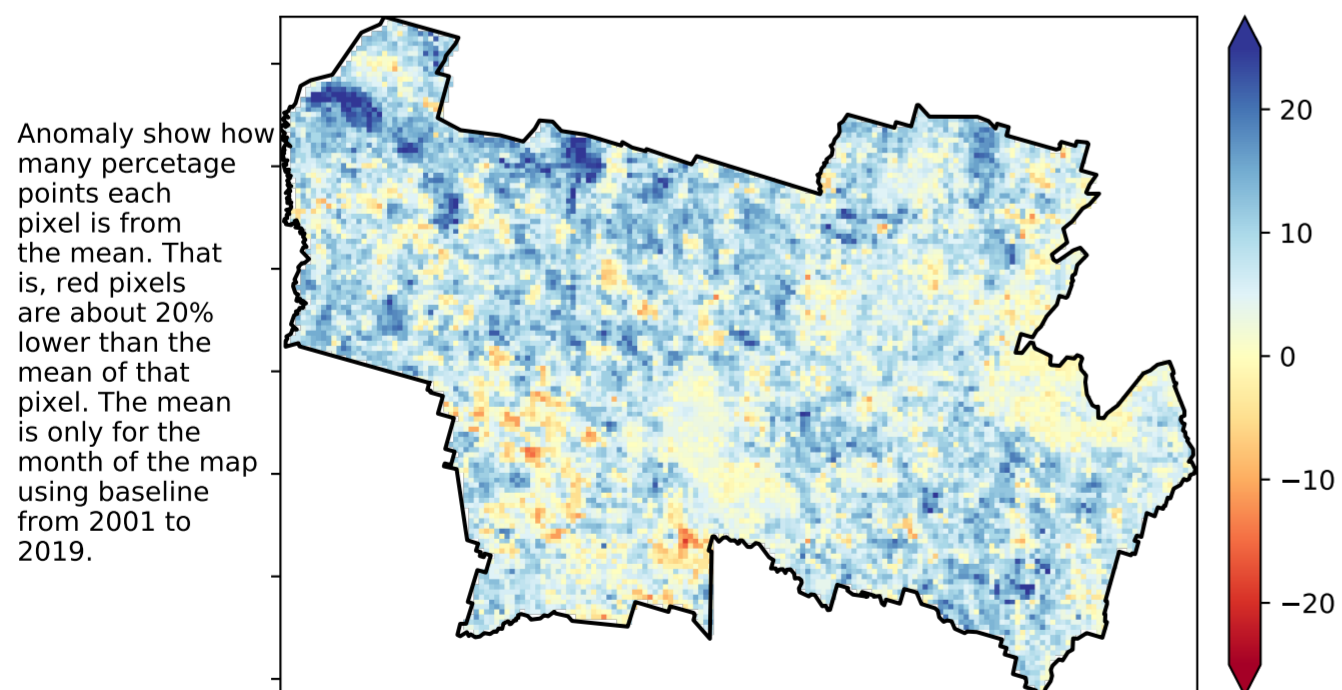 Anomaly show how
many percetage
points each
pixel is from
the mean. That
is, red pixels
are about 20%
lower than the
mean of that
pixel. The mean
is only for the
month of the map
using baseline
from 2001 to
2019.
20
10
0
−10
−20